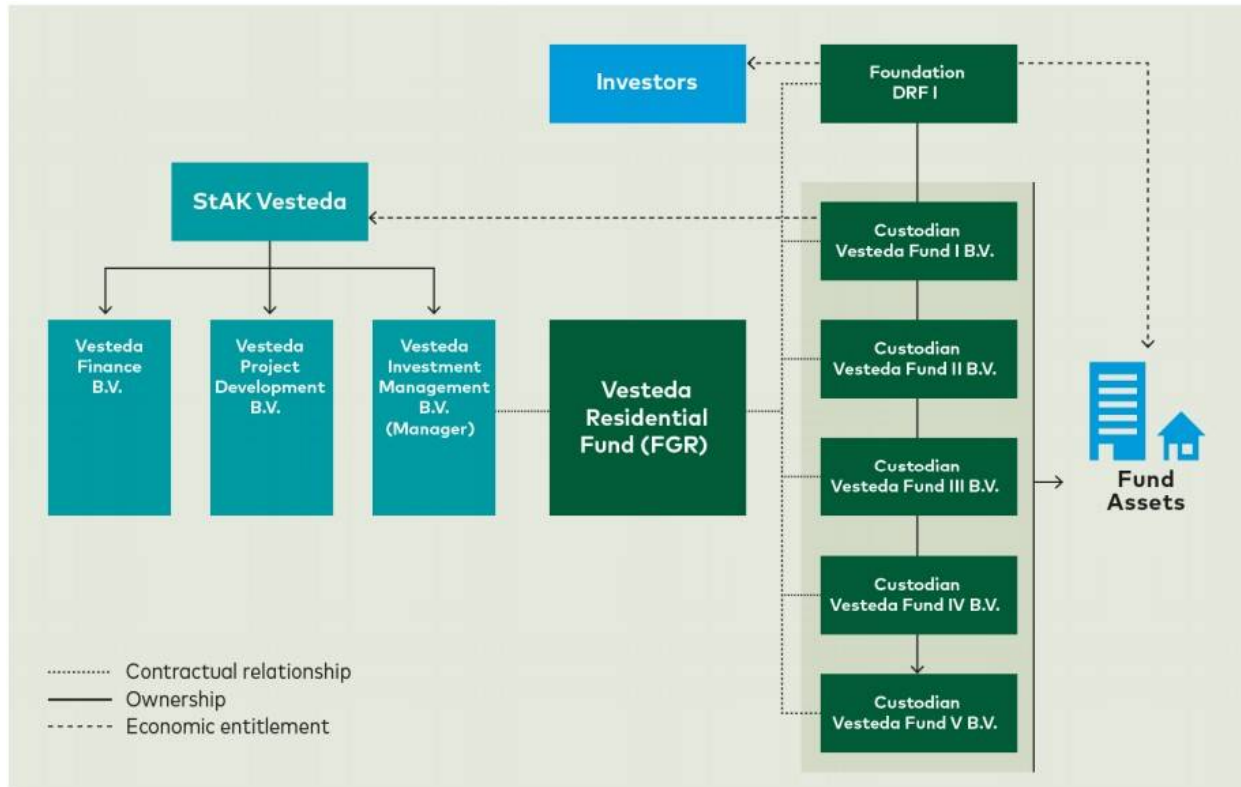 Investors
Foundation
DRF I
StAK Vesteda
Custodian
Vesteda Fund I B.V.
Vesteda
Finance
B.V.
Vesteda
Project
Development
B.V.
Vesteda
Investment
Management
B.V.
(Manager)
Vesteda
Residential
Fund (FGR)
Custodian
Vesteda Fund II B.V.
Custodian
Vesteda Fund III B.V.
Fund
Assets
Custodian
Vesteda Fund IV B.V.
Custodian
Vesteda Fund V B.V.
Contractual relationship
Ownership
Economic entitlement